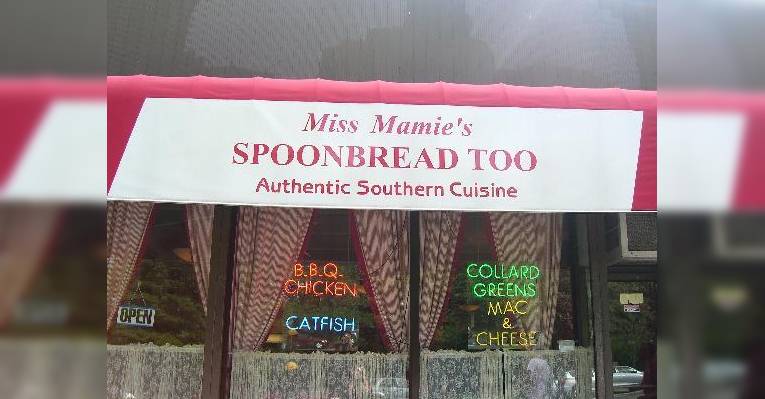 Miss Mamie's
SPOONBREAD TOO
Authentic Southern Cuisine
B.B.Q.
CHICKEN
CATFISH
COLLARD
GREENS
MAC
&
CHEESE
OPEN